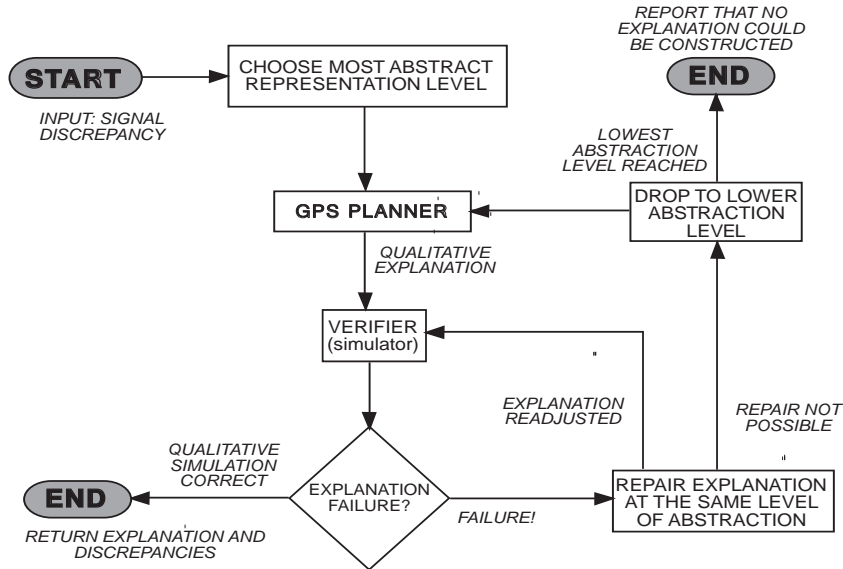 REPORT THAT NO
EXPLANATION COULD
BE CONSTRUCTED
START
CHOOSE MOST ABSTRACT
REPRESENTATION LEVEL
END
INPUT: SIGNAL
DISCREPANCY
LOWEST
ABSTRACTION
LEVEL REACHED
GPS PLANNER
DROP TO LOWER
ABSTRACTION
LEVEL
QUALITATIVE
EXPLANATION
VERIFIER
(simulator)
EXPLANATION
READJUSTED
REPAIR NOT
POSSIBLE
QUALITATIVE
SIMULATION
CORRECT
END
EXPLANATION
FAILURE?
FAILURE!
REPAIR EXPLANATION
AT THE SAME LEVEL
OF ABSTRACTION
RETURN EXPLANATION AND
DISCREPANCIES